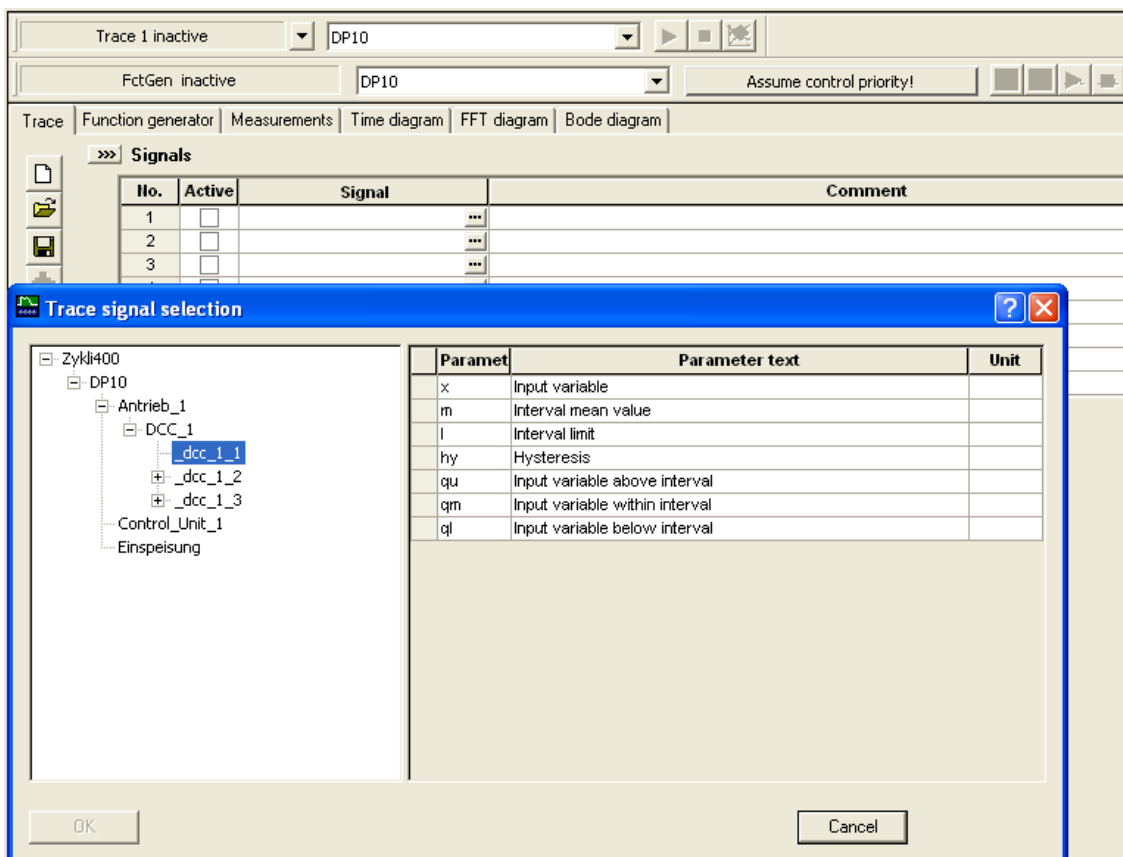 Trace 1 inactive DP10
FctGen inactive DP10 Assume control priority!
Trace Function generator Measurements Time diagram FFT diagram Bode diagram
>>> Signals
No. Active Signal Comment
1 ...
2 ...
3 ...
Trace signal selection
Zykli400
DP10
Antrieb_1
DCC_1
_dcc_1_1
_dcc_1_2
_dcc_1_3
Control_Unit_1
Einspeisung
Paramet Parameter text Unit
x Input variable
m Interval mean value
l Interval limit
hy Hysteresis
qu Input variable above interval
qm Input variable within interval
ql Input variable below interval
OK Cancel